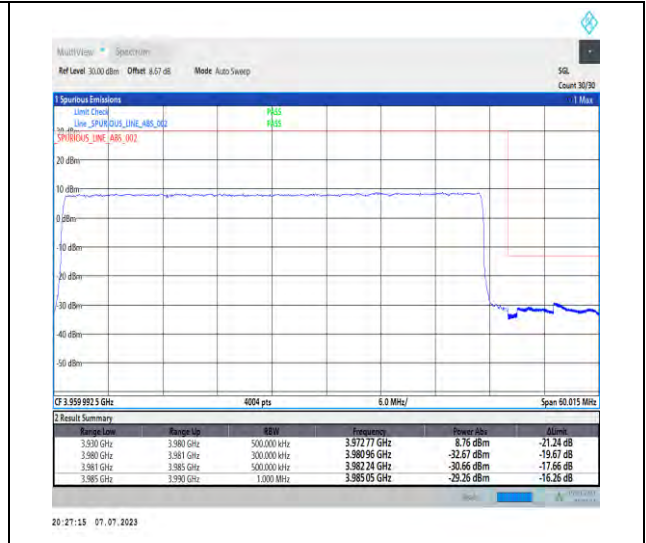 MultiView Spectrum
Ref Level 30.00 dBm Offset 8.67 dB Mode Auto Sweep SGL
Count 30/30
1 Spurious Emissions 1 Max
Limit Check PASS
Line _SPURIOUS_LINE_ABS_002 PASS
30 dBm
_SPURIOUS_LINE_ABS_002
20 dBm
10 dBm
0 dBm
-10 dBm
-20 dBm
-30 dBm
-40 dBm
-50 dBm
CF 3.959 992 5 GHz 4004 pts 6.0 MHz/ Span 60.015 MHz
2 Result Summary
Range Low Range Up RBW Frequency Power Abs ΔLimit
3.930 GHz 3.980 GHz 500.000 kHz 3.972 77 GHz 8.76 dBm -21.24 dB
3.980 GHz 3.981 GHz 300.000 kHz 3.980 96 GHz -32.67 dBm -19.67 dB
3.981 GHz 3.985 GHz 500.000 kHz 3.982 24 GHz -30.66 dBm -17.66 dB
3.985 GHz 3.990 GHz 1.000 MHz 3.985 05 GHz -29.26 dBm -16.26 dB
20:27:15 07.07.2023